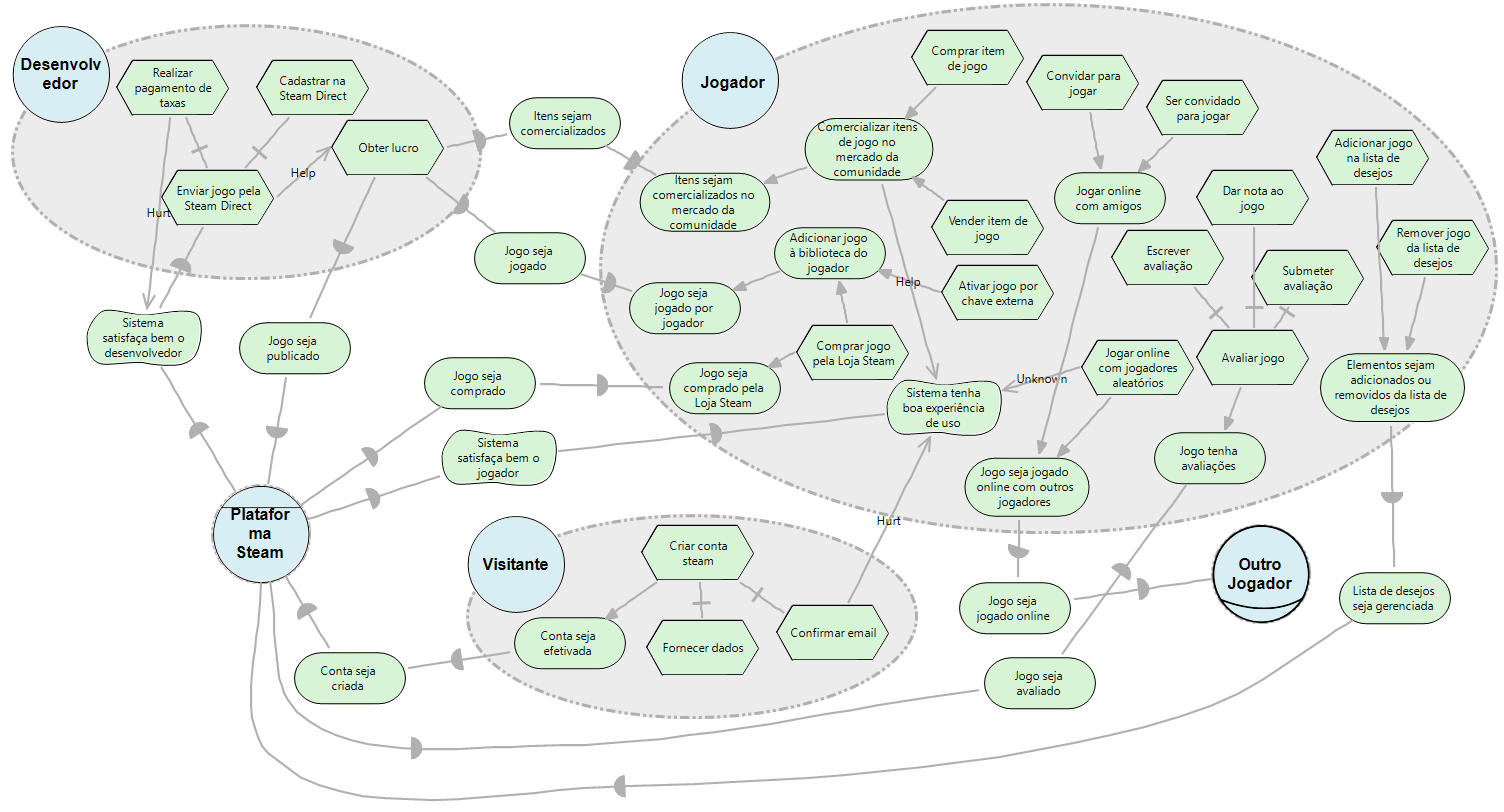 Desenvolv
edor
Realizar
pagamento de
taxas
Cadastrar na
Steam Direct
Obter lucro
Help
Enviar jogo pela
Steam Direct
Hurt
Itens sejam
comercializados
Jogo seja
jogado
Sistema
satisfaça bem o
desenvolvedor
Jogo seja
publicado
Jogador
Comprar item
de jogo
Convidar para
jogar
Ser convidado
para jogar
Comercializar itens
de jogo no
mercado da
comunidade
Adicionar jogo
na lista de
desejos
Itens sejam
comercializados no
mercado da
comunidade
Jogar online
com amigos
Dar nota ao
jogo
Vender item de
jogo
Adicionar jogo
à biblioteca do
jogador
Escrever
avaliação
Remover jogo
da lista de
desejos
Submeter
avaliação
Help
Ativar jogo por
chave externa
Jogo seja
jogado por
jogador
Comprar jogo
pela Loja Steam
Jogar online
com jogadores
aleatórios
Avaliar jogo
Unknown
Jogo seja
comprado
Jogo seja
comprado pela
Loja Steam
Sistema tenha
boa experiência
de uso
Elementos sejam
adicionados ou
removidos da lista
de desejos
Sistema
satisfaça bem o
jogador
Jogo tenha
avaliações
Jogo seja jogado
online com outros
jogadores
Hurt
Platafor
ma
Steam
Visitante
Criar conta
steam
Conta seja
efetivada
Fornecer dados
Confirmar email
Outro
Jogador
Jogo seja
jogado online
Lista de desejos
seja gerenciada
Conta seja
criada
Jogo seja
avaliado